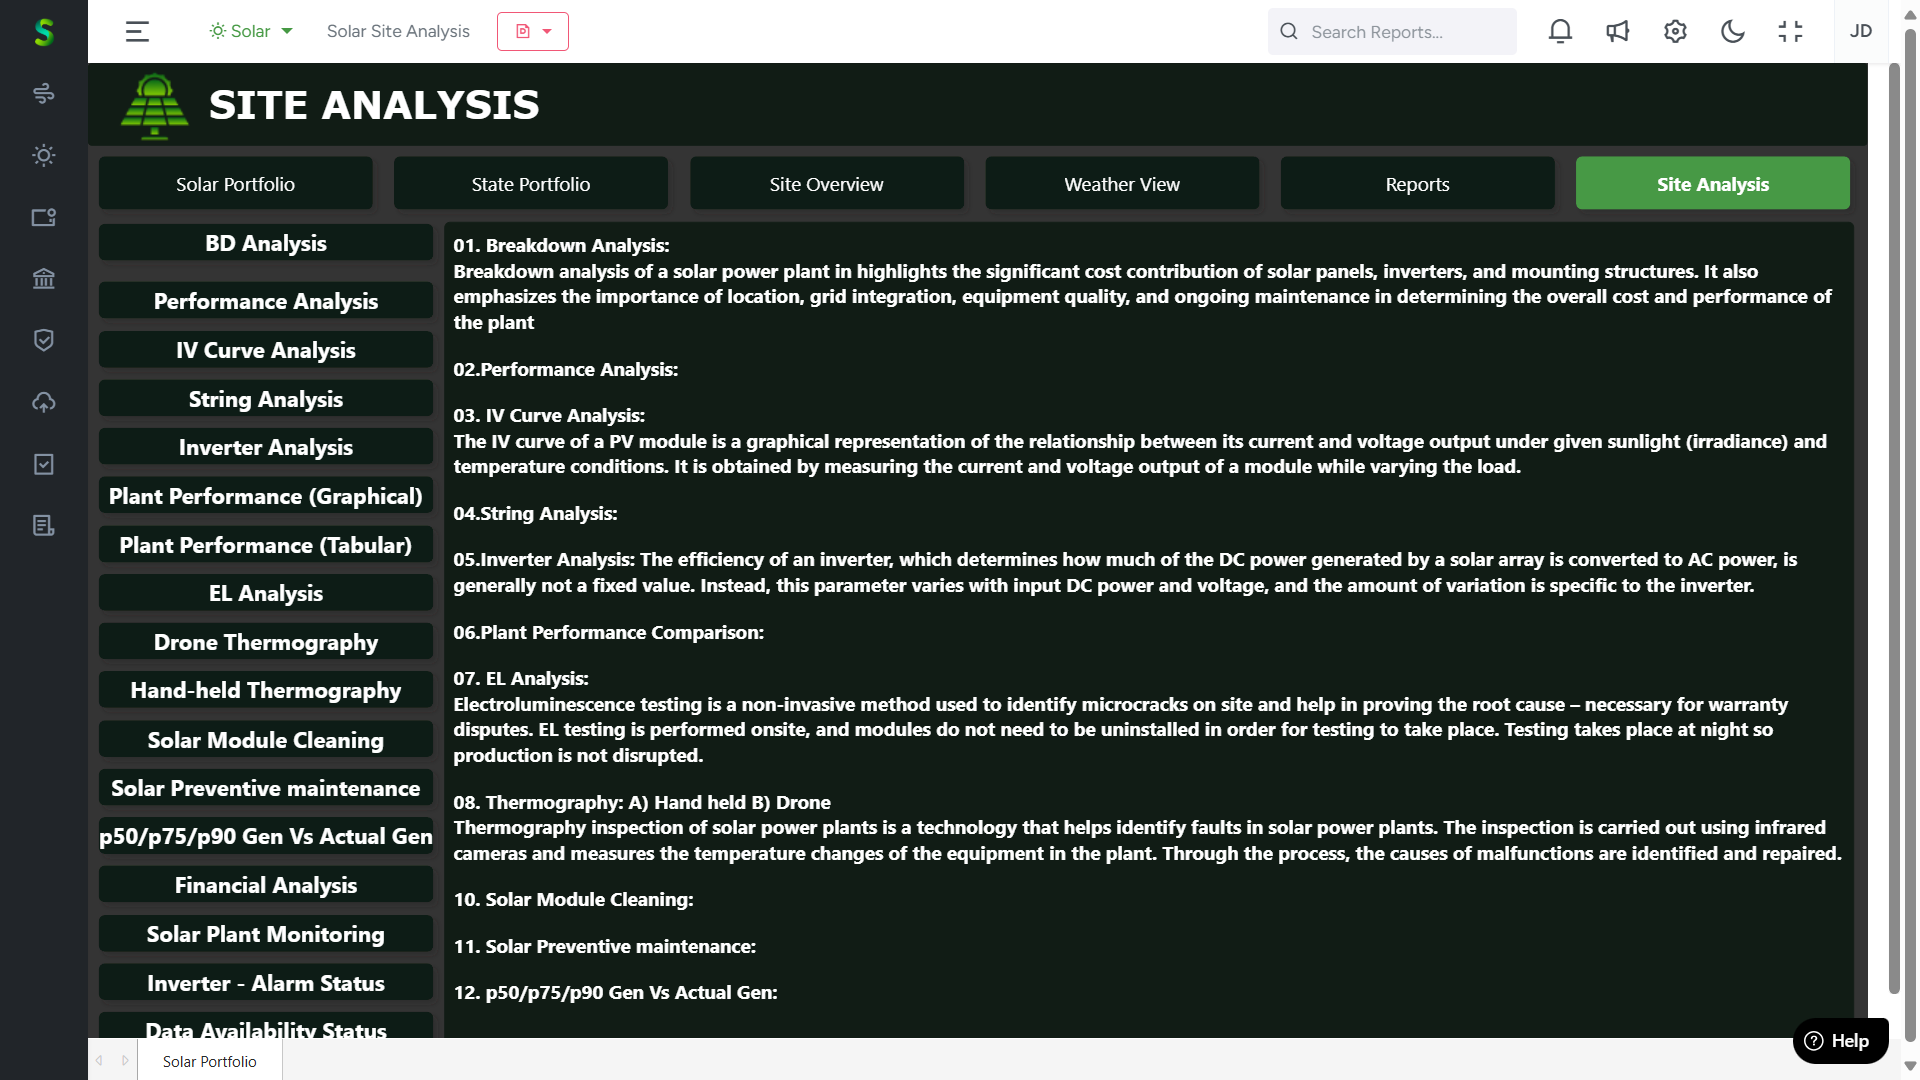 Solar
Solar Site Analysis
Search Reports...
JD
SITE ANALYSIS
Solar Portfolio
State Portfolio
Site Overview
Weather View
Reports
Site Analysis
BD Analysis
Performance Analysis
IV Curve Analysis
String Analysis
Inverter Analysis
Plant Performance (Graphical)
Plant Performance (Tabular)
EL Analysis
Drone Thermography
Hand-held Thermography
Solar Module Cleaning
Solar Preventive maintenance
p50/p75/p90 Gen Vs Actual Gen
Financial Analysis
Solar Plant Monitoring
Inverter - Alarm Status
Data Availability Status
01. Breakdown Analysis:
Breakdown analysis of a solar power plant in highlights the significant cost contribution of solar panels, inverters, and mounting structures. It also
emphasizes the importance of location, grid integration, equipment quality, and ongoing maintenance in determining the overall cost and performance of
the plant
02.Performance Analysis:
03. IV Curve Analysis:
The IV curve of a PV module is a graphical representation of the relationship between its current and voltage output under given sunlight (irradiance) and
temperature conditions. It is obtained by measuring the current and voltage output of a module while varying the load.
04.String Analysis:
05.Inverter Analysis: The efficiency of an inverter, which determines how much of the DC power generated by a solar array is converted to AC power, is
generally not a fixed value. Instead, this parameter varies with input DC power and voltage, and the amount of variation is specific to the inverter.
06.Plant Performance Comparison:
07. EL Analysis:
Electroluminescence testing is a non-invasive method used to identify microcracks on site and help in proving the root cause – necessary for warranty
disputes. EL testing is performed onsite, and modules do not need to be uninstalled in order for testing to take place. Testing takes place at night so
production is not disrupted.
08. Thermography: A) Hand held B) Drone
Thermography inspection of solar power plants is a technology that helps identify faults in solar power plants. The inspection is carried out using infrared
cameras and measures the temperature changes of the equipment in the plant. Through the process, the causes of malfunctions are identified and repaired.
10. Solar Module Cleaning:
11. Solar Preventive maintenance:
12. p50/p75/p90 Gen Vs Actual Gen:
Help
Solar Portfolio